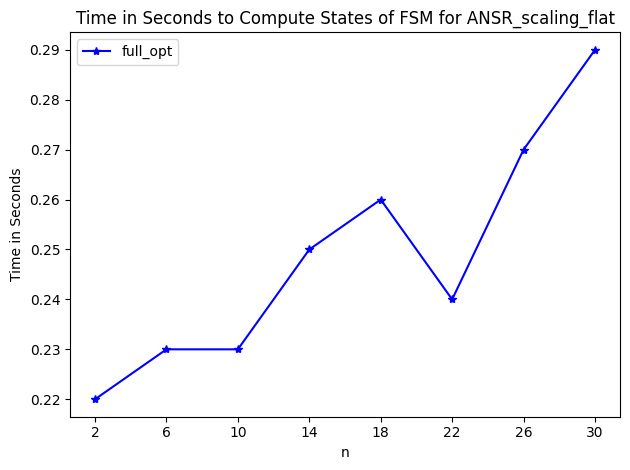 Time in Seconds to Compute States of FSM for ANSR_scaling_flat
full_opt
0.29
0.28
0.27
0.26
0.25
0.24
0.23
0.22
Time in Seconds
2 6 10 14 18 22 26 30
n